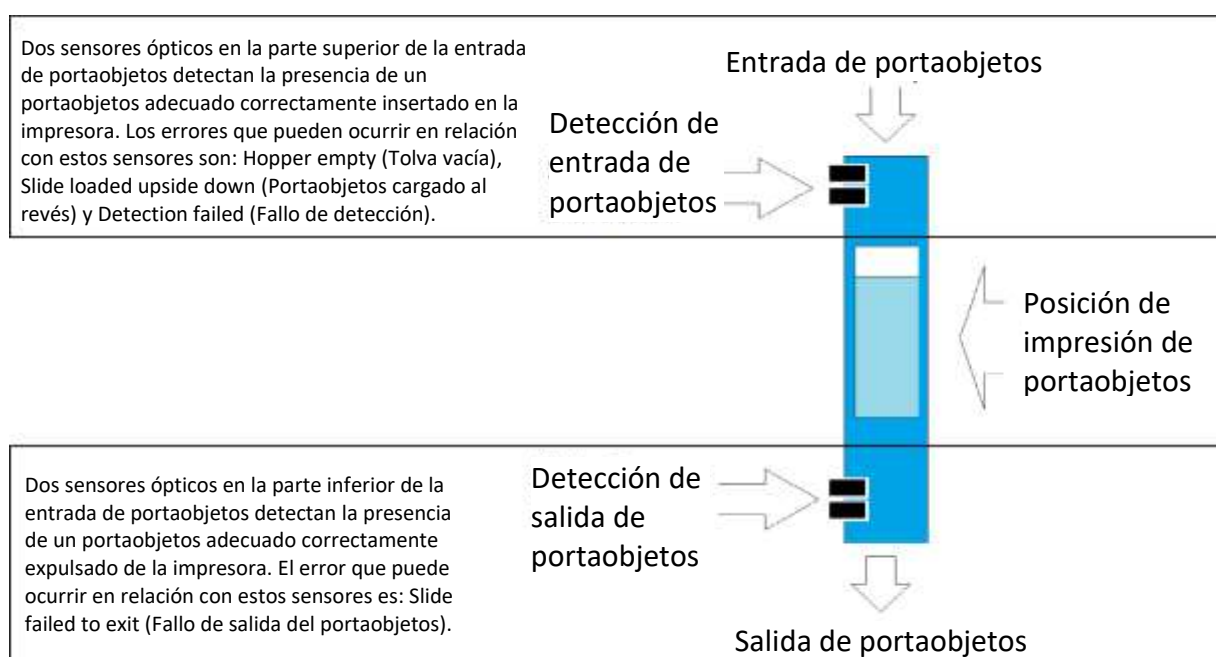 Dos sensores ópticos en la parte superior de la entrada
de portaobjetos detectan la presencia de un
portaobjetos adecuado correctamente insertado en la
impresora. Los errores que pueden ocurrir en relación
con estos sensores son: Hopper empty (Tolva vacía),
Slide loaded upside down (Portaobjetos cargado al
revés) y Detection failed (Fallo de detección).
Entrada de portaobjetos
Detección de
entrada de
portaobjetos
Posición de
impresión de
portaobjetos
Dos sensores ópticos en la parte inferior de la
entrada de portaobjetos detectan la presencia
de un portaobjetos adecuado correctamente
expulsado de la impresora. El error que puede
ocurrir en relación con estos sensores es: Slide
failed to exit (Fallo de salida del portaobjetos).
Detección de
salida de
portaobjetos
Salida de portaobjetos